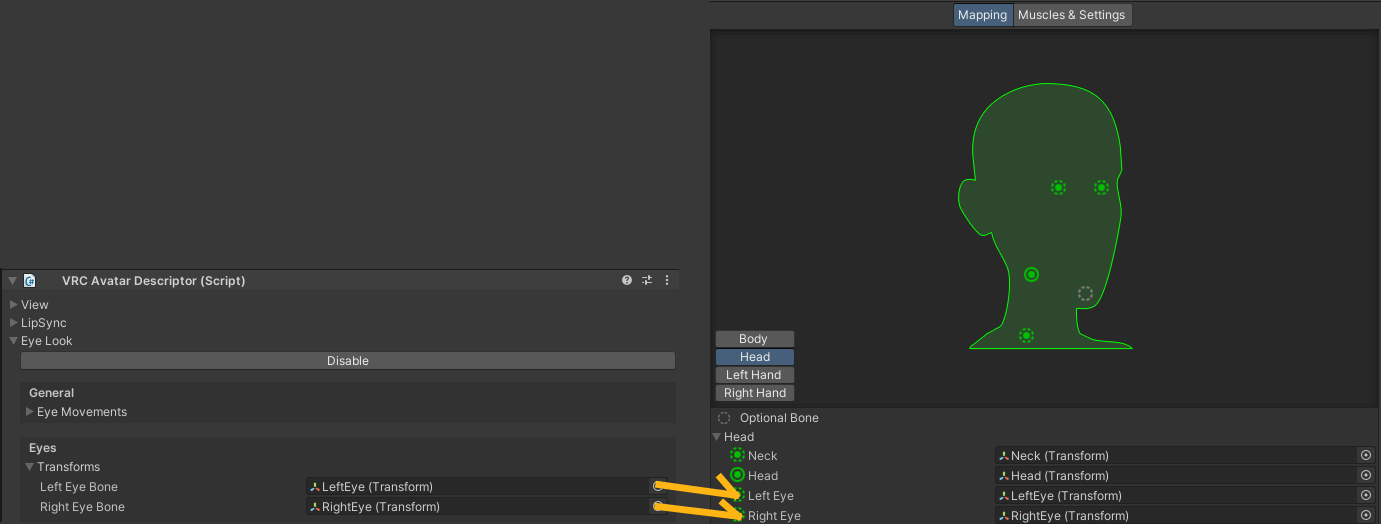 Mapping
Muscles & Settings
VRC Avatar Descriptor (Script)
View
LipSync
Eye Look
Disable
General
Eye Movements
Eyes
Transforms
Left Eye Bone
LeftEye (Transform)
Right Eye Bone
RightEye (Transform)
Body
Head
Left Hand
Right Hand
Optional Bone
Head
Neck
Neck (Transform)
Head
Head (Transform)
Left Eye
LeftEye (Transform)
Right Eye
RightEye (Transform)